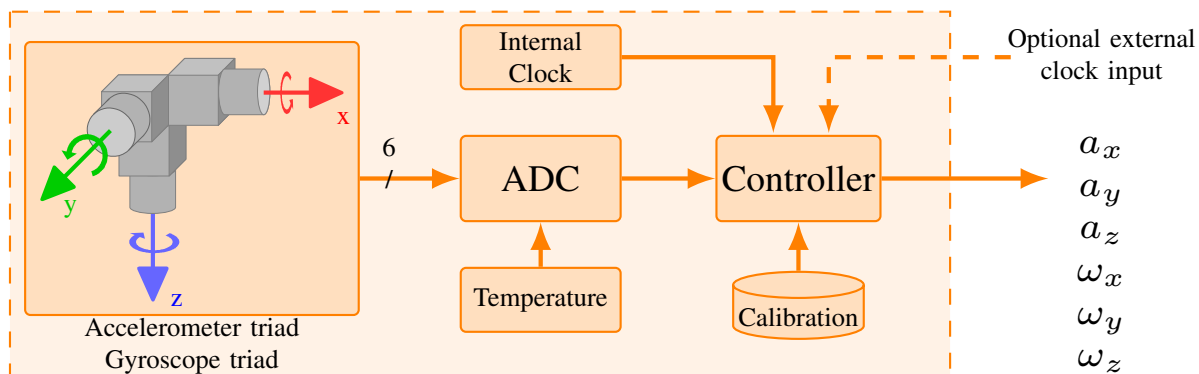 Internal
Clock
Optional external
clock input
x
y
z
6
/
ADC
Controller
a_x
a_y
a_z
ω_x
ω_y
ω_z
Temperature
Calibration
Accelerometer triad
Gyroscope triad